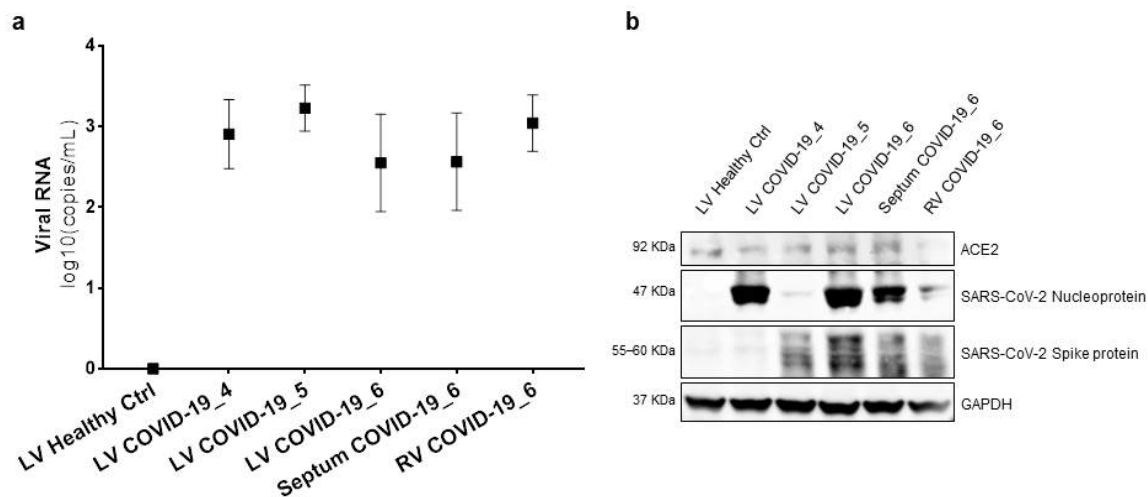 a
Viral RNA
log10(copies/mL)
4
3
2
1
0
LV Healthy Ctrl
LV COVID-19_4
LV COVID-19_5
LV COVID-19_6
Septum COVID-19_6
RV COVID-19_6
b
LV Healthy Ctrl
LV COVID-19_4
LV COVID-19_5
LV COVID-19_6
Septum COVID-19_6
RV COVID-19_6
92 KDa
ACE2
47 KDa
SARS-CoV-2 Nucleoprotein
55–60 KDa
SARS-CoV-2 Spike protein
37 KDa
GAPDH